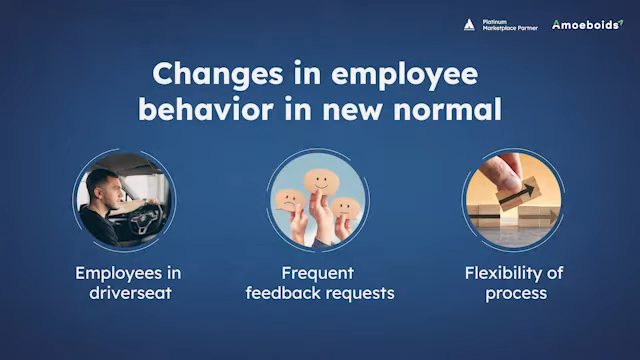 Platinum
Marketplace Partner
Amoeboids
Changes in employee
behavior in new normal
Employees in
driverseat
Frequent
feedback requests
Flexibility of
process